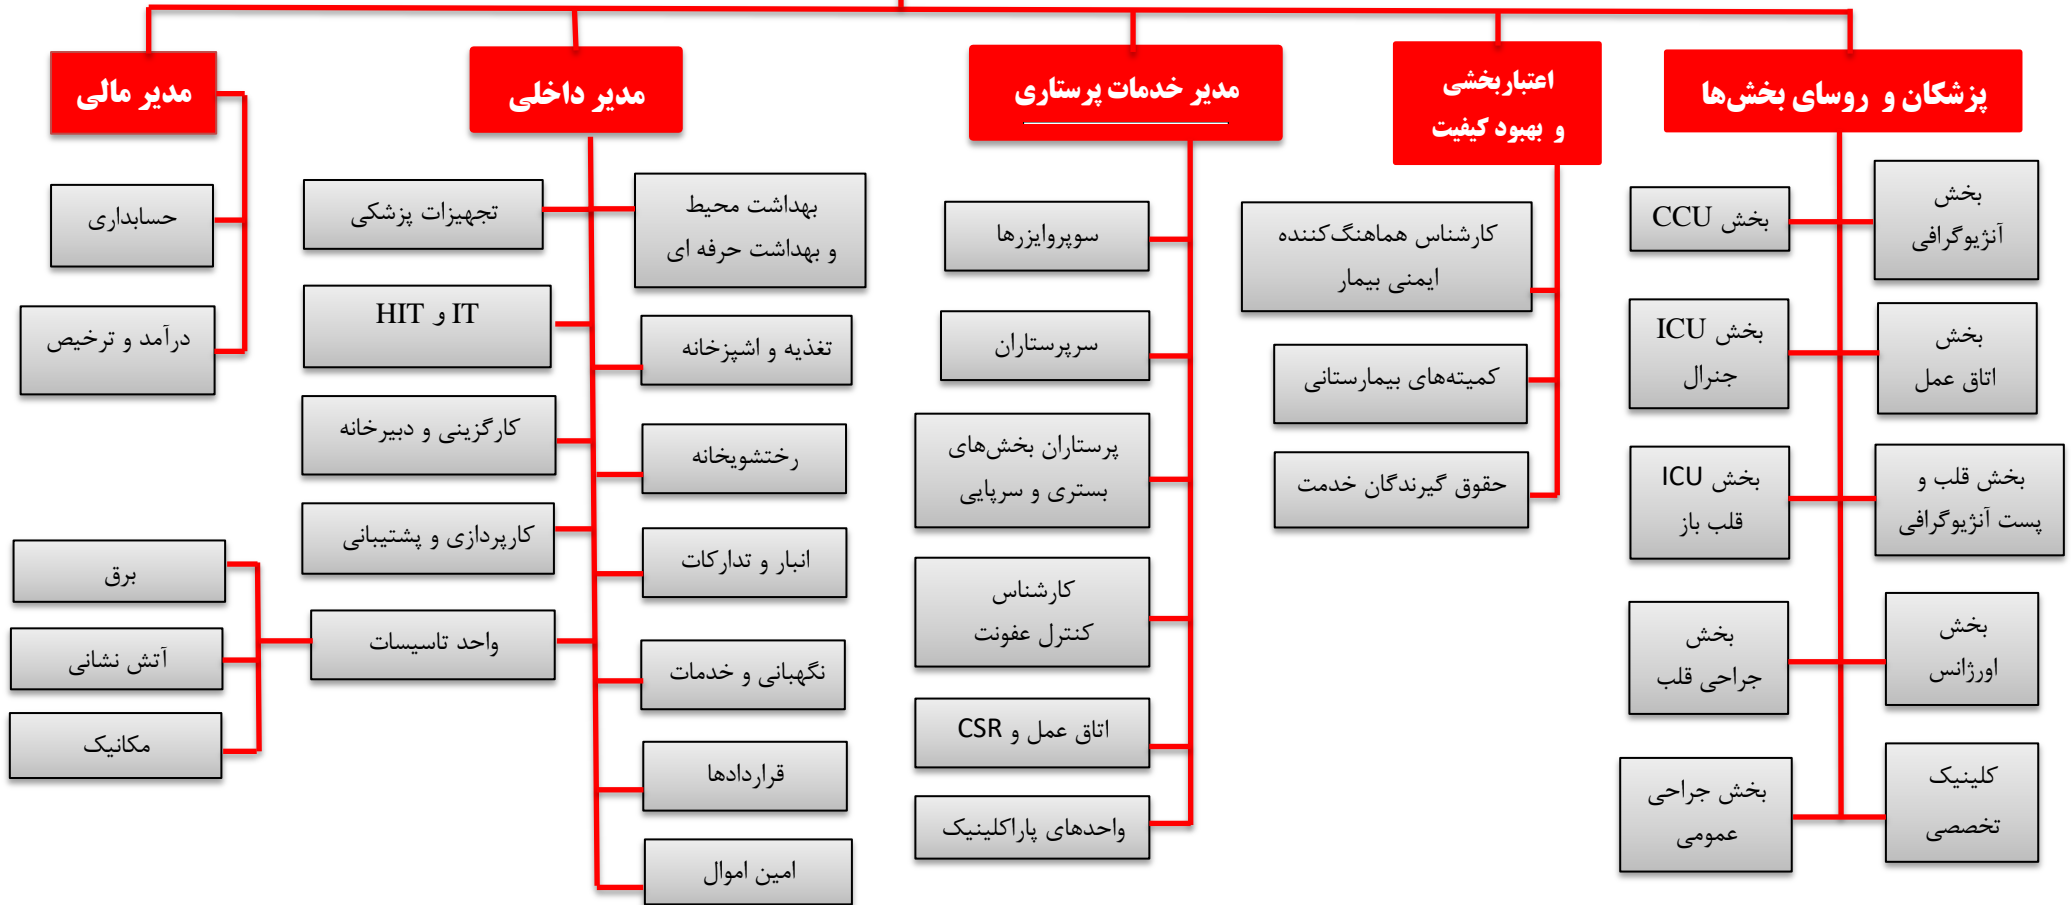 پزشکان و روسای بخش‌ها
بخش
آنژیوگرافی
بخش CCU
بخش
اتاق عمل
بخش ICU
جنرال
بخش قلب و
پست آنژیوگرافی
بخش ICU
قلب باز
بخش
اورژانس
بخش
جراحی قلب
کلینیک
تخصصی
بخش جراحی
عمومی
اعتباربخشی
و بهبود کیفیت
کارشناس هماهنگ‌کننده
ایمنی بیمار
کمیته‌های بیمارستانی
حقوق گیرندگان خدمت
مدیر خدمات پرستاری
سوپروایزرها
سرپرستاران
پرستاران بخش‌های
بستری و سرپایی
کارشناس
کنترل عفونت
اتاق عمل و CSR
واحدهای پاراکلینیک
مدیر داخلی
بهداشت محیط
و بهداشت حرفه ای
تجهیزات پزشکی
تغذیه و اشپزخانه
IT و HIT
رختشویخانه
کارگزینی و دبیرخانه
انبار و تدارکات
کارپردازی و پشتیبانی
نگهبانی و خدمات
واحد تاسیسات
قراردادها
امین اموال
برق
آتش نشانی
مکانیک
مدیر مالی
حسابداری
درآمد و ترخیص